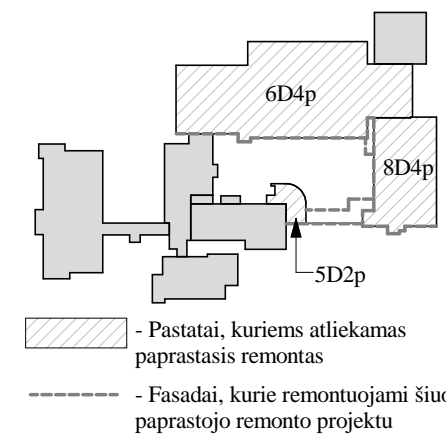 6D4p
8D4p
5D2p
- Pastatai, kuriems atliekamas
paprastasis remontas
- Fasadai, kurie remontuojami šiuo
paprastojo remonto projektu